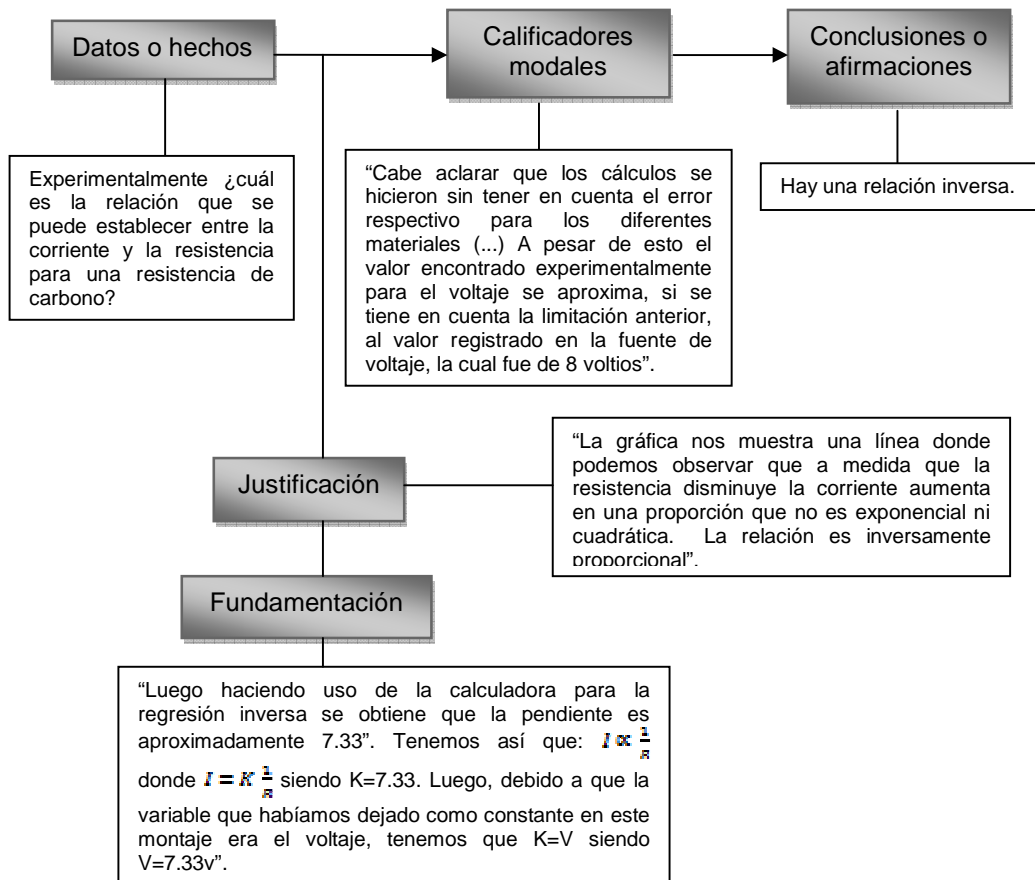 Datos o hechos
Calificadores
modales
Conclusiones o
afirmaciones
Experimentalmente ¿cuál
es la relación que se
puede establecer entre la
corriente y la resistencia
para una resistencia de
carbono?
“Cabe aclarar que los cálculos se
hicieron sin tener en cuenta el error
respectivo para los diferentes
materiales (...) A pesar de esto el
valor encontrado experimentalmente
para el voltaje se aproxima, si se
tiene en cuenta la limitación anterior,
al valor registrado en la fuente de
voltaje, la cual fue de 8 voltios”.
Hay una relación inversa.
Justificación
“La gráfica nos muestra una línea donde
podemos observar que a medida que la
resistencia disminuye la corriente aumenta
en una proporción que no es exponencial ni
cuadrática. La relación es inversamente
proporcional”.
Fundamentación
“Luego haciendo uso de la calculadora para la
regresión inversa se obtiene que la pendiente es
aproximadamente 7.33”. Tenemos así que: I ∝ 1/R
donde I = K 1/R siendo K=7.33. Luego, debido a que la
variable que habíamos dejado como constante en este
montaje era el voltaje, tenemos que K=V siendo
V=7.33v”.